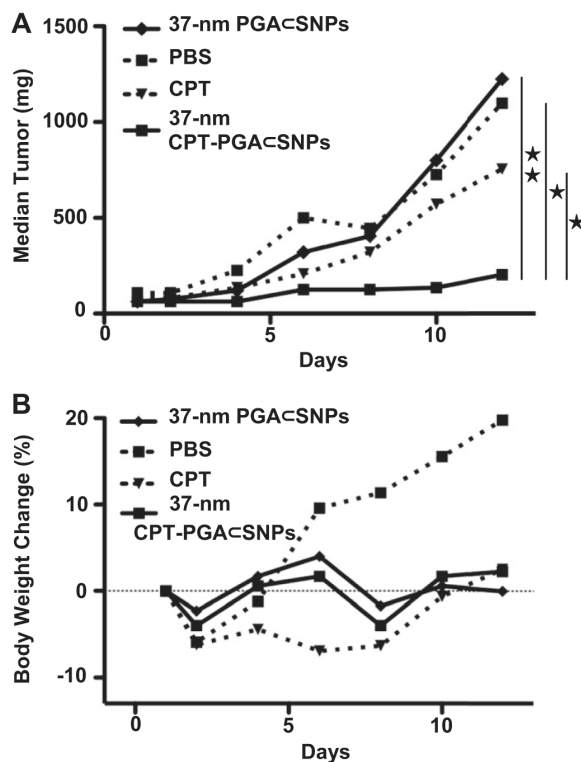 A
1500
1000
500
0
Median Tumor (mg)
37-nm PGA⊂SNPs
PBS
CPT
37-nm
CPT-PGA⊂SNPs
★★
★
★
0 5 10
Days
B
20
10
0
-10
Body Weight Change (%)
37-nm PGA⊂SNPs
PBS
CPT
37-nm
CPT-PGA⊂SNPs
0 5 10
Days